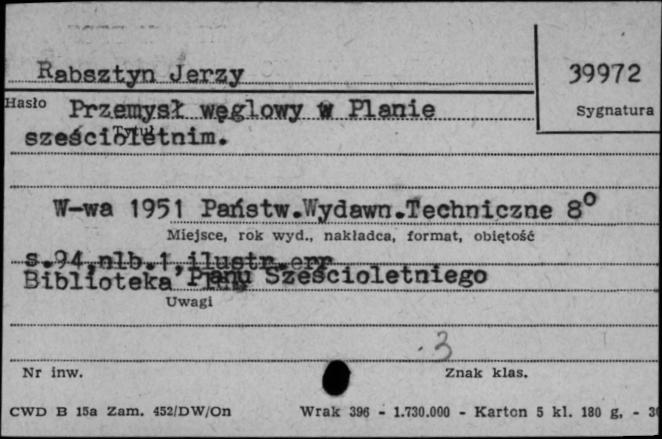 Rabsztyn Jerzy
39972
Hasło
Sygnatura
Przemysł węglowy w Planie
Tytuł
sześcioletnim.
W-wa 1951 Państw.Wydawn.Techniczne 8°
Miejsce, rok wyd., nakładca, format, objętość
s.94,nlb.1,ilustr.err
Biblioteka Planu Sześcioletniego
Uwagi
3
Nr inw.
Znak klas.
CWD B 15a Zam. 452/DW/On
Wrak 396 - 1.730.000 - Karton 5 kl. 180 g, -